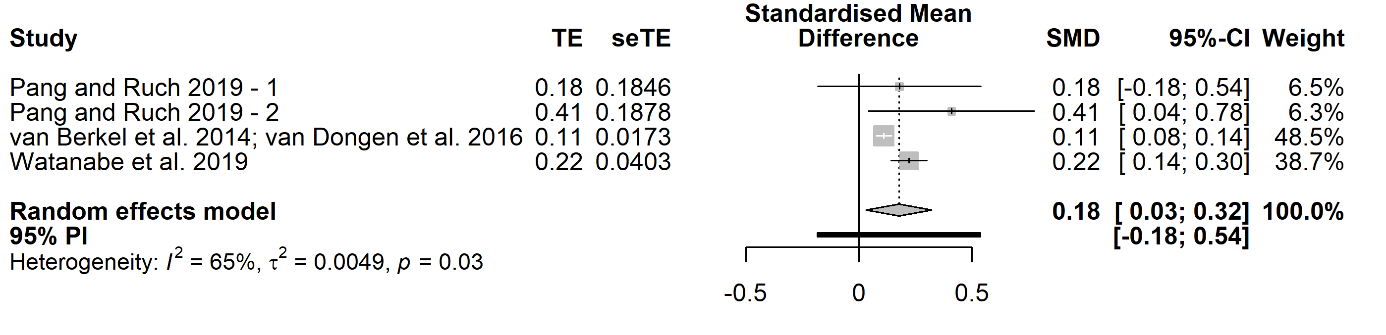 Standardised Mean
Study TE seTE Difference SMD 95%-CI Weight
Pang and Ruch 2019 - 1 0.18 0.1846 0.18 [-0.18; 0.54] 6.5%
Pang and Ruch 2019 - 2 0.41 0.1878 0.41 [ 0.04; 0.78] 6.3%
van Berkel et al. 2014; van Dongen et al. 2016 0.11 0.0173 0.11 [ 0.08; 0.14] 48.5%
Watanabe et al. 2019 0.22 0.0403 0.22 [ 0.14; 0.30] 38.7%
Random effects model 0.18 [ 0.03; 0.32] 100.0%
95% PI [-0.18; 0.54]
Heterogeneity: I² = 65%, τ² = 0.0049, p = 0.03
-0.5 0 0.5